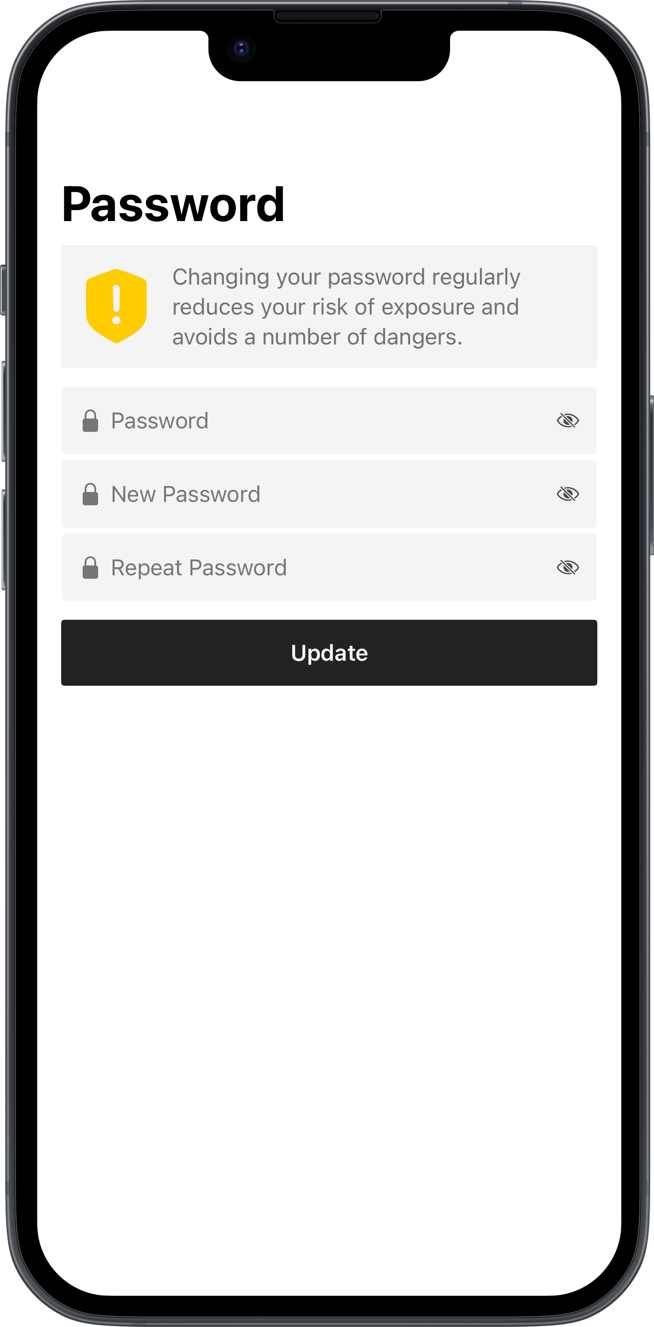 Password
Changing your password regularly
reduces your risk of exposure and
avoids a number of dangers.
Password
New Password
Repeat Password
Update